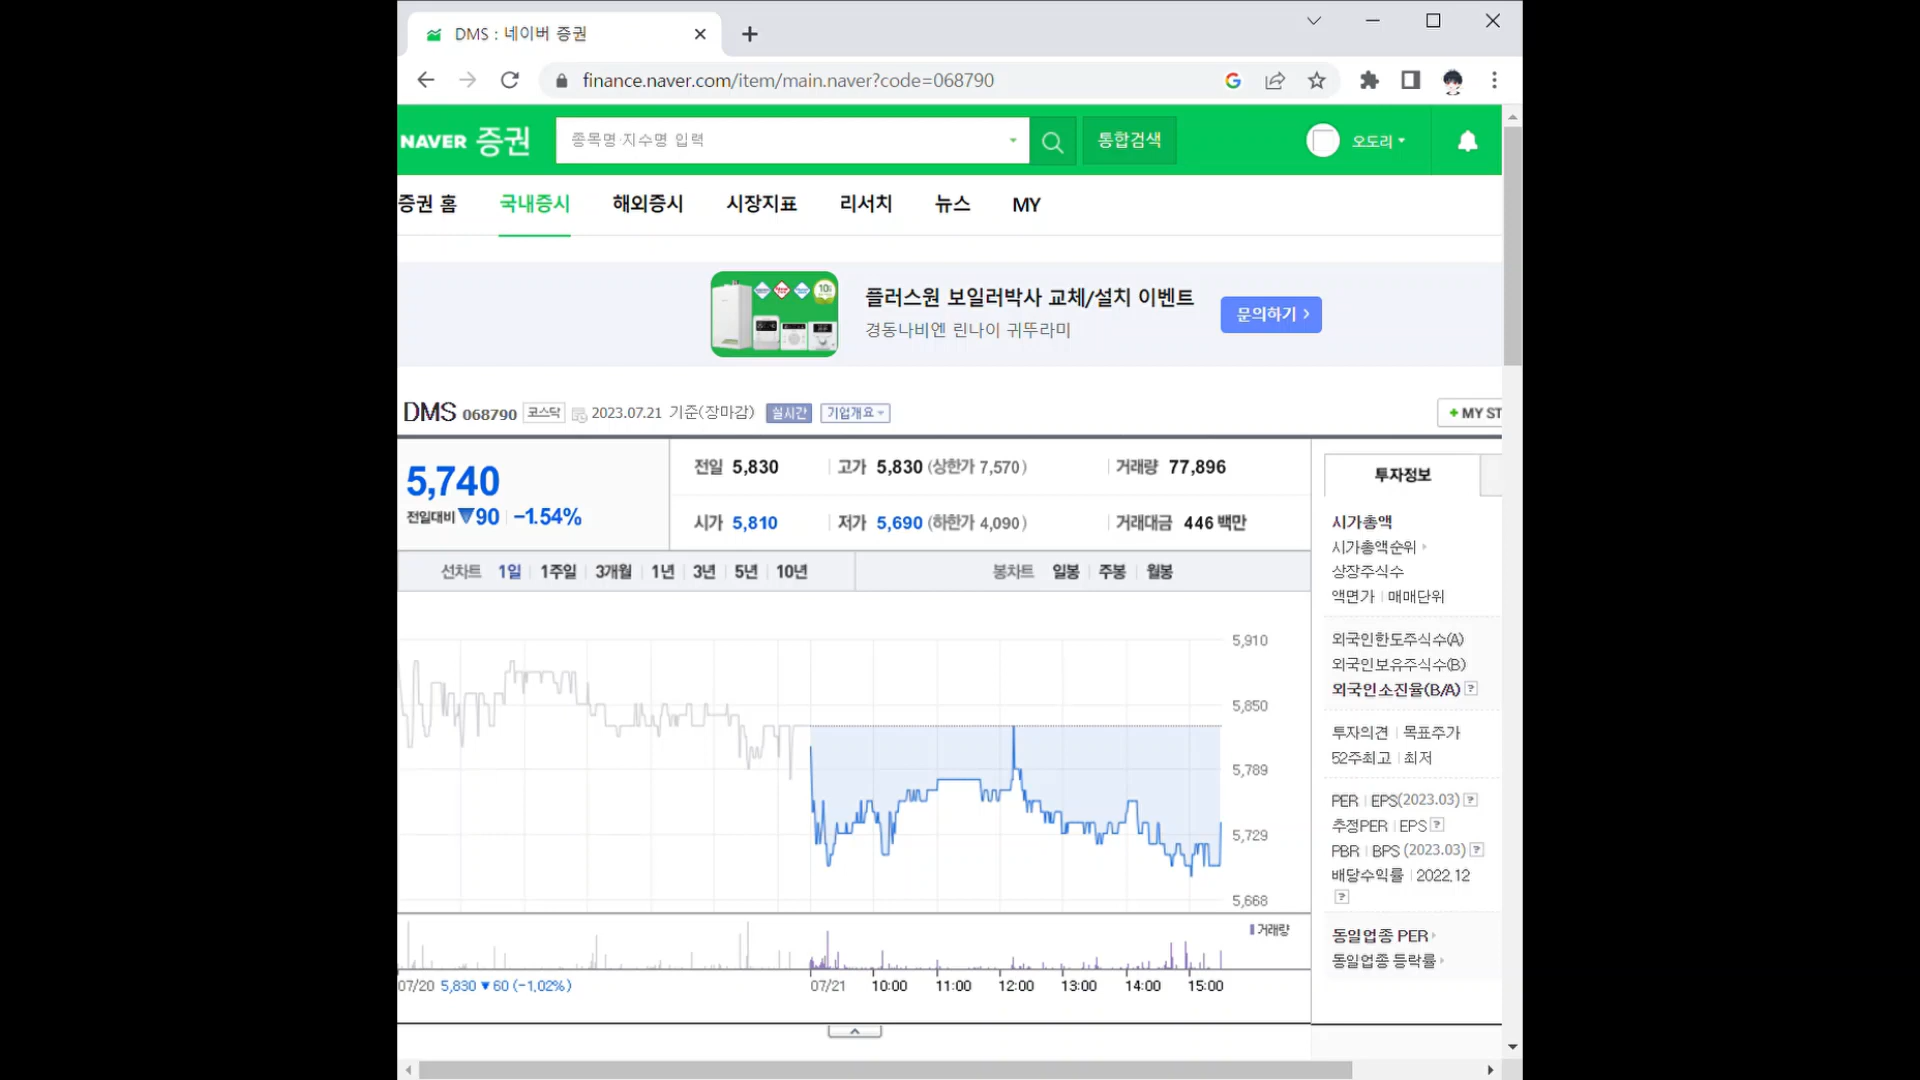 DMS : 네이버 증권
finance.naver.com/item/main.naver?code=068790
NAVER 증권
종목명·지수명 입력
통합검색
오도리
증권 홈 국내증시 해외증시 시장지표 리서치 뉴스 MY
플러스원 보일러박사 교체/설치 이벤트
경동나비엔 린나이 귀뚜라미
문의하기
DMS 068790 코스닥 2023.07.21 기준(장마감) 실시간 기업개요
+ MY ST
5,740
전일대비 ▼90 -1.54%
전일 5,830 고가 5,830 (상한가 7,570) 거래량 77,896
시가 5,810 저가 5,690 (하한가 4,090) 거래대금 446 백만
선차트 1일 1주일 3개월 1년 3년 5년 10년 봉차트 일봉 주봉 월봉
5,910
5,850
5,789
5,729
5,668
거래량
07/20 5,830 ▼ 60 (-1.02%)
07/21 10:00 11:00 12:00 13:00 14:00 15:00
투자정보
시가총액
시가총액순위
상장주식수
액면가 매매단위
외국인한도주식수(A)
외국인보유주식수(B)
외국인소진율(B/A) ?
투자의견 목표주가
52주최고 최저
PER EPS(2023.03) ?
추정PER EPS ?
PBR BPS (2023.03) ?
배당수익률 2022.12
?
동일업종 PER
동일업종 등락률